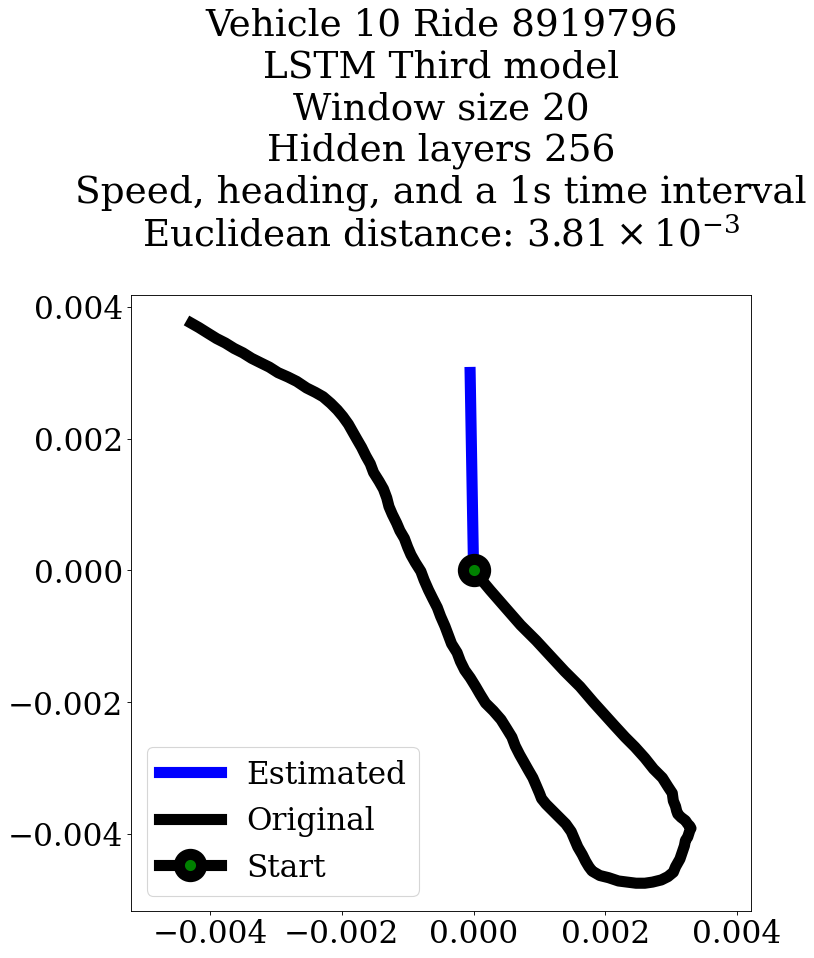 Vehicle 10 Ride 8919796
LSTM Third model
Window size 20
Hidden layers 256
Speed, heading, and a 1s time interval
Euclidean distance: 3.81 × 10⁻³
0.004
0.002
0.000
−0.002
−0.004
Estimated
Original
Start
−0.004 −0.002 0.000 0.002 0.004